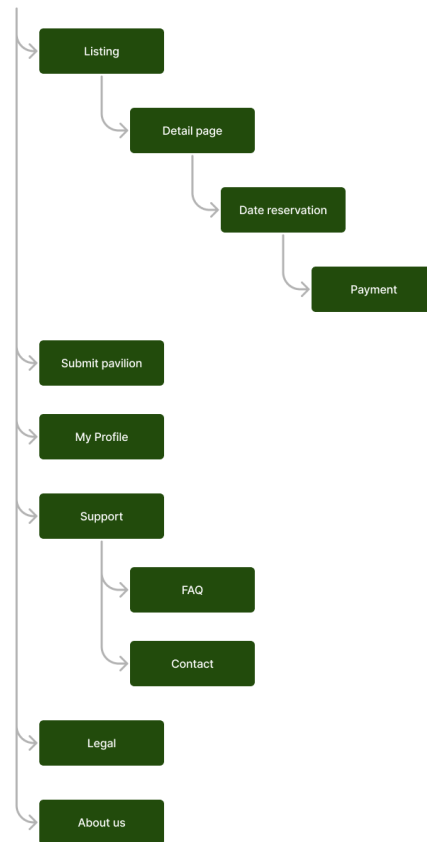 Listing
Detail page
Date reservation
Payment
Submit pavilion
My Profile
Support
FAQ
Contact
Legal
About us